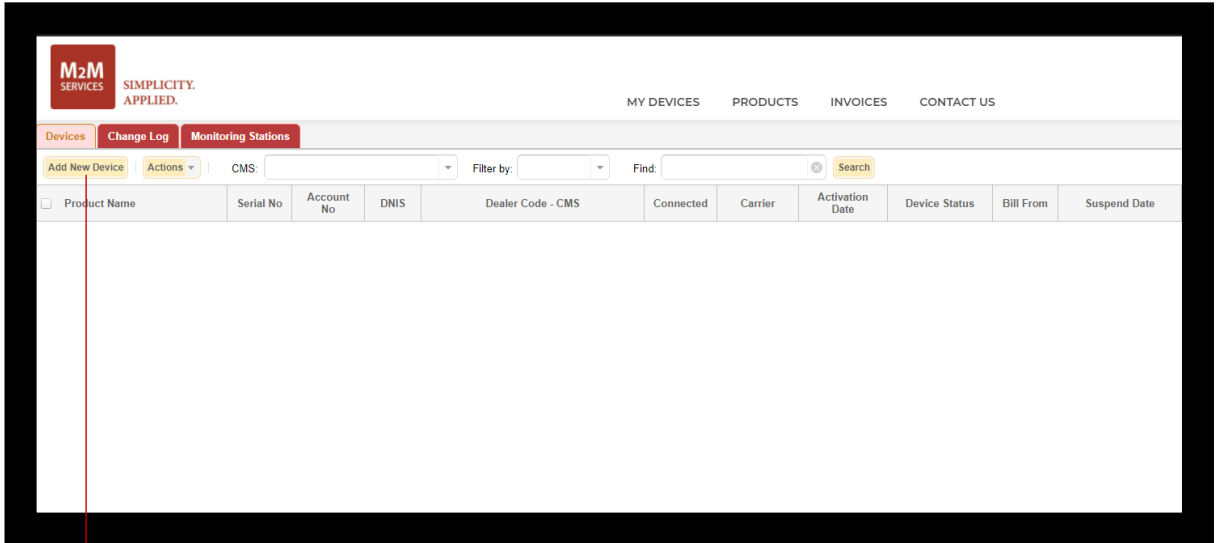 M2M
SERVICES
SIMPLICITY.
APPLIED.
MY DEVICES PRODUCTS INVOICES CONTACT US
Devices Change Log Monitoring Stations
Add New Device Actions CMS: Filter by: Find: Search
Product Name Serial No Account No DNIS Dealer Code - CMS Connected Carrier Activation Date Device Status Bill From Suspend Date